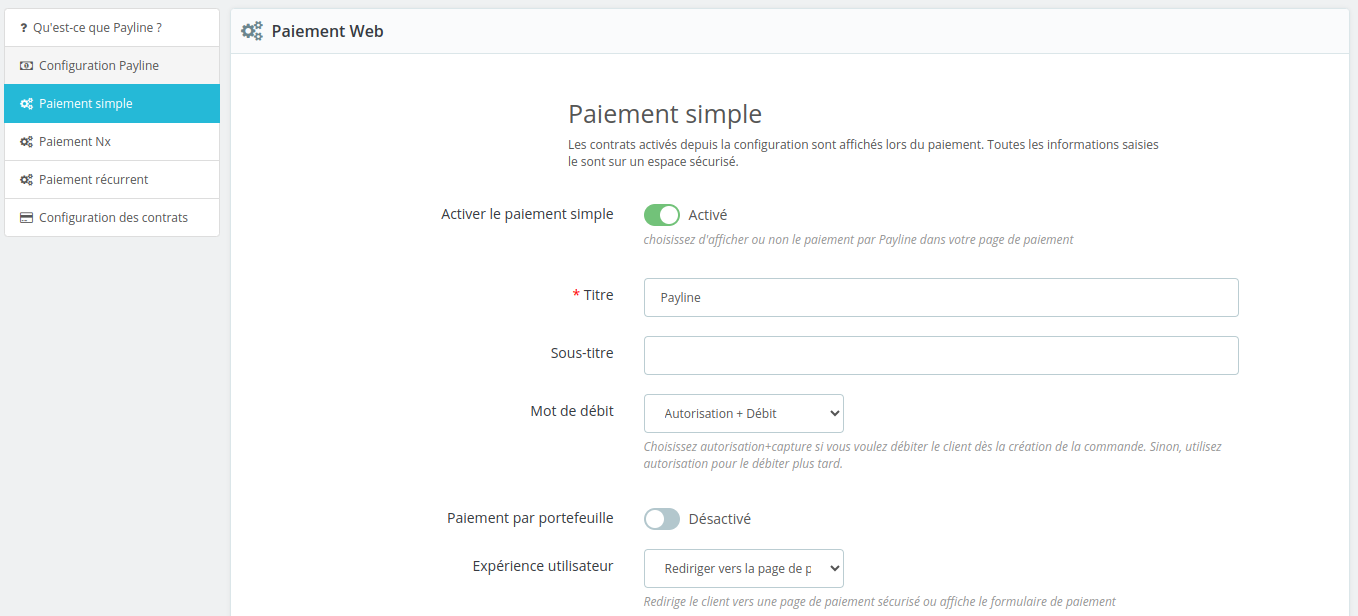 Qu'est-ce que Payline ?
Configuration Payline
Paiement simple
Paiement Nx
Paiement récurrent
Configuration des contrats
Paiement Web
Paiement simple
Les contrats activés depuis la configuration sont affichés lors du paiement. Toutes les informations saisies
le sont sur un espace sécurisé.
Activer le paiement simple
Activé
choisissez d'afficher ou non le paiement par Payline dans votre page de paiement
* Titre
Payline
Sous-titre
Mot de débit
Autorisation + Débit
Choisissez autorisation+capture si vous voulez débiter le client dès la création de la commande. Sinon, utilisez
autorisation pour le débiter plus tard.
Paiement par portefeuille
Désactivé
Expérience utilisateur
Rediriger vers la page de p
Redirige le client vers une page de paiement sécurisé ou affiche le formulaire de paiement